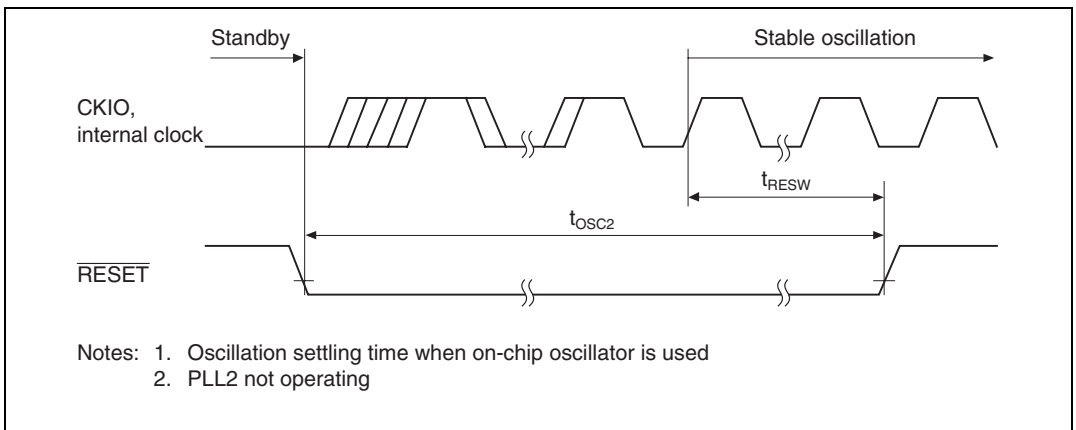 Standby
Stable oscillation
CKIO,
internal clock
tRESW
tOSC2
RESET
Notes: 1. Oscillation settling time when on-chip oscillator is used
2. PLL2 not operating